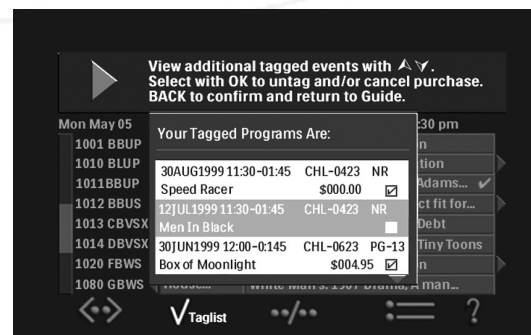 View additional tagged events with
Select with OK to untag and/or cancel purchase.
BACK to confirm and return to Guide.
Mon May 05
:30 pm
Your Tagged Programs Are:
1001 BBUP
1010 BLUP
1011BBUP
1012 BBUS
1013 CBVSX
1014 DBVSX
1020 FBWS
1080 GBWS
30AUG1999 11:30-01:45 CHL-0423 NR
Speed Racer $000.00
12JUL1999 11:30-01:45 CHL-0423 NR
Men In Black
30JUN1999 12:00-0:145 CHL-0623 PG-13
Box of Moonlight $004.95
n
tion
Adams...
ct fit for...
Debt
Tiny Toons
n
A man...
Taglist
?